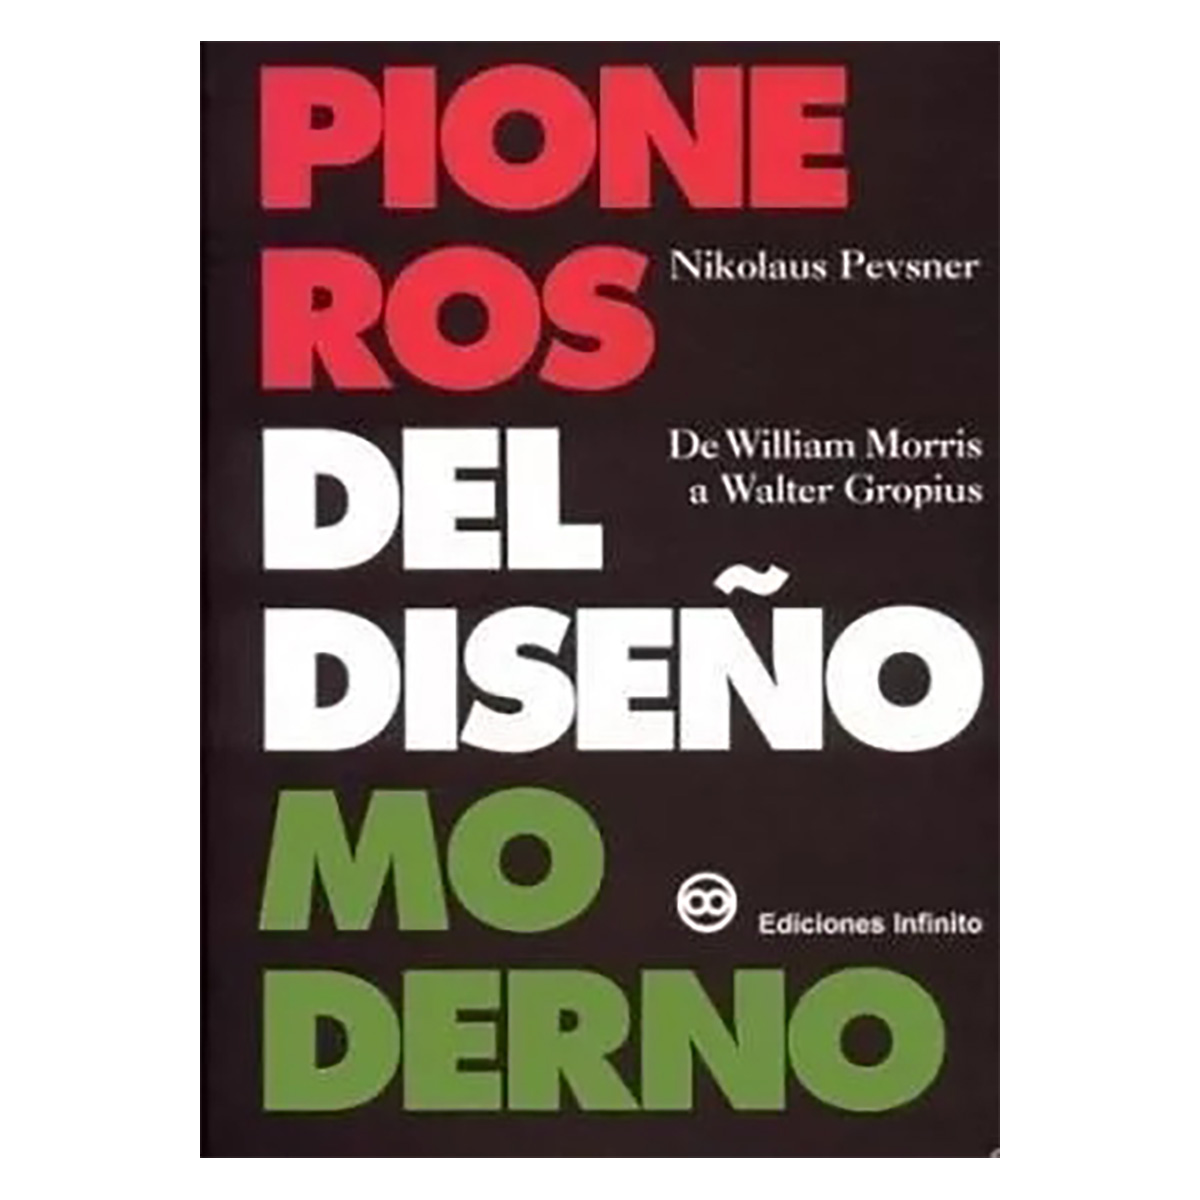 PIONE
ROS
Nikolaus Pevsner
DEL
De William Morris
a Walter Gropius
DISEÑO
MO
Ediciones Infinito
DERNO